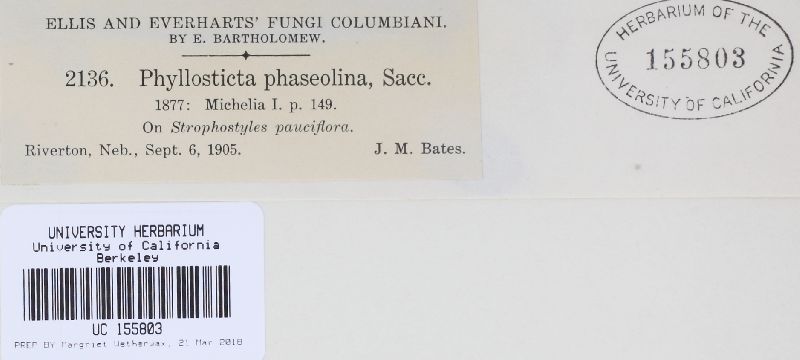 ELLIS AND EVERHARTS' FUNGI COLUMBIANI.
BY E. BARTHOLOMEW.
2136. Phyllosticta phaseolina, Sacc.
1877: Michelia I. p. 149.
On Strophostyles pauciflora.
Riverton, Neb., Sept. 6, 1905. J. M. Bates.
HERBARIUM OF THE
155803
UNIVERSITY OF CALIFORNIA
UNIVERSITY HERBARIUM
University of California
Berkeley
UC 155803
PREP BY Margriet Wetherwax, 21 Mar 2018